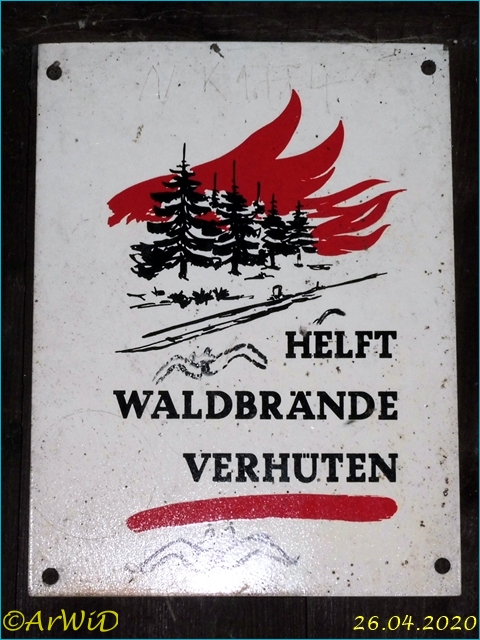 HELFT
WALDBRÄNDE
VERHÜTEN
©ArWiD
26.04.2020